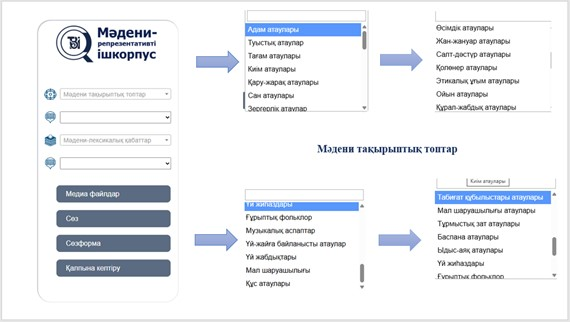 Мәдени-
репрезентативті
ішкорпус
Мәдени тақырыптық топтар
Мәдени-лексикалық қабаттар
Медиа файлдар
Сөз
Сөзформа
Қалпына келтіру
Адам атаулары
Туыстық атаулар
Тағам атаулары
Киім атаулары
Қару-жарақ атаулары
Сан атаулары
Зергерлік атаулар
Өсімдік атаулары
Жан-жануар атаулары
Салт-дәстүр атаулары
Қолөнер атаулары
Этикалық ұғым атаулары
Ойын атаулары
Құрал-жабдық атаулары
Мәдени тақырыптық топтар
Үй жиһаздары
Ғұрыптық фольклор
Музыкалық аспаптар
Үй-жайға байланысты атаулар
Үй жабдықтары
Мал шаруашылығы
Құс атаулары
Киім атаулары
Табиғат құбылыстары атаулары
Мал шаруашылығы атаулары
Тұрмыстық зат атаулары
Баспана атаулары
Ыдыс-аяқ атаулары
Үй жиһаздары
Ғұрыптық фольклор